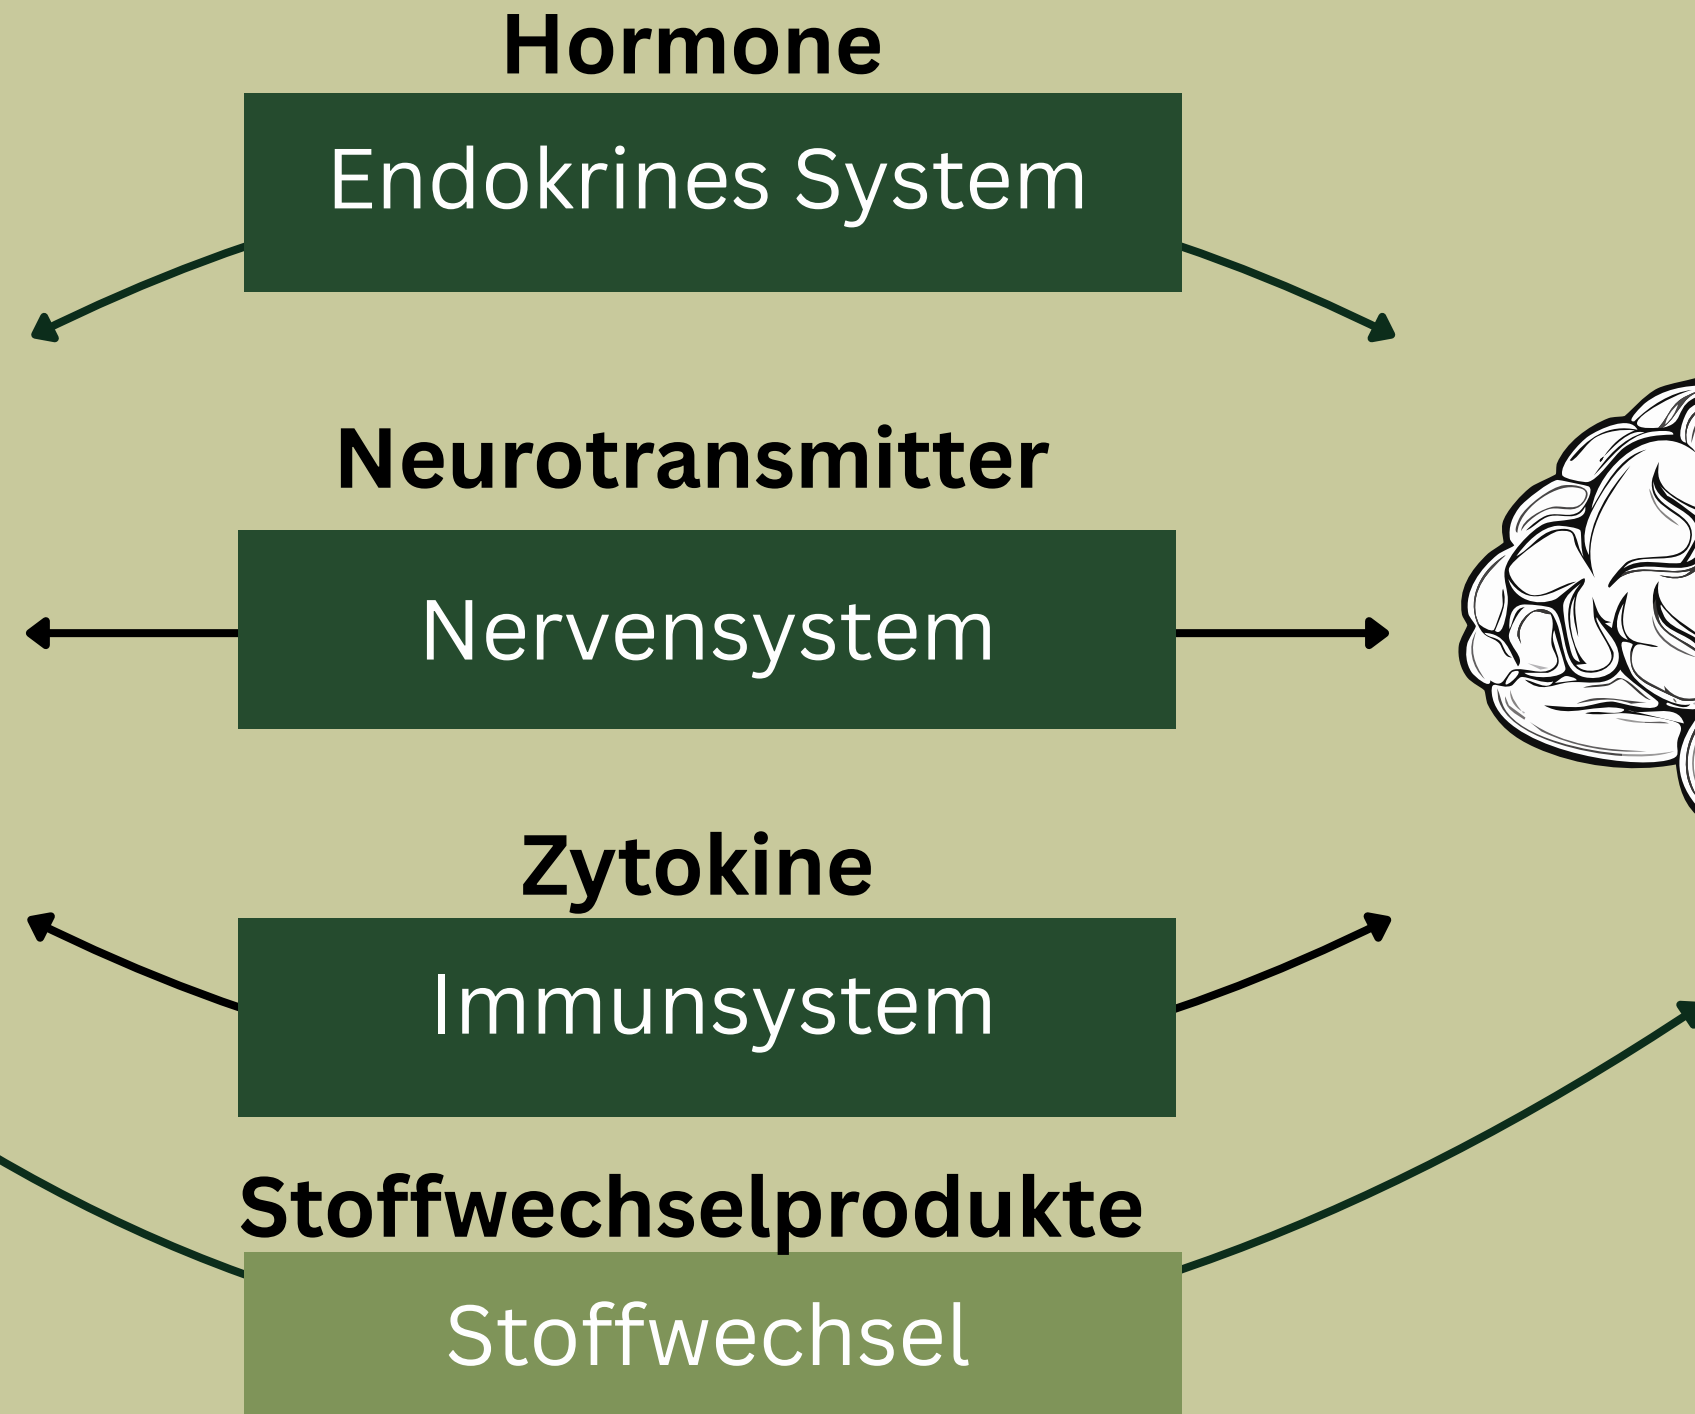 Hormone
Endokrines System
Neurotransmitter
Nervensystem
Zytokine
Immunsystem
Stoffwechselprodukte
Stoffwechsel